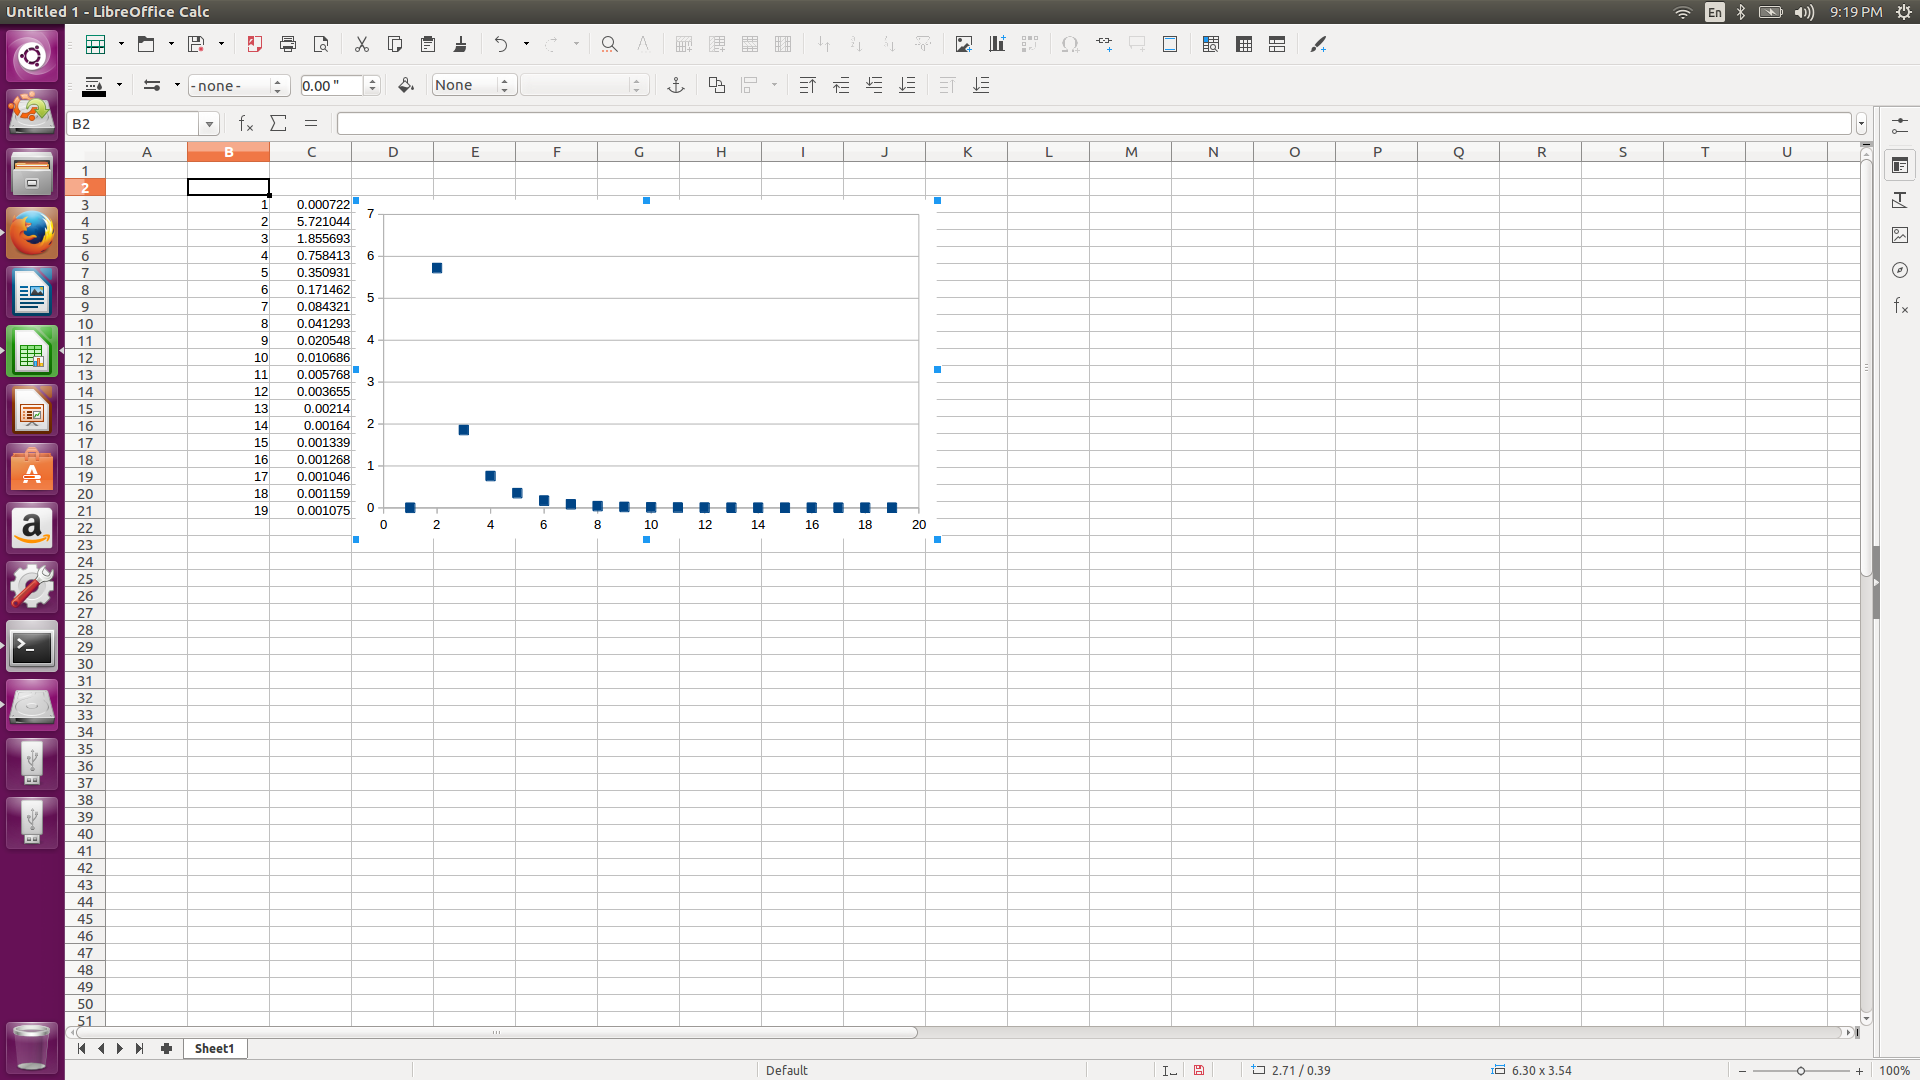 Untitled 1 - LibreOffice Calc
En
9:19 PM
- none -
0.00 "
None
B2
A B C D E F G H I J K L M N O P Q R S T U
1
2
3 1 0.000722
4 2 5.721044
5 3 1.855693
6 4 0.758413
7 5 0.350931
8 6 0.171462
9 7 0.084321
10 8 0.041293
11 9 0.020548
12 10 0.010686
13 11 0.005768
14 12 0.003655
15 13 0.00214
16 14 0.00164
17 15 0.001339
18 16 0.001268
19 17 0.001046
20 18 0.001159
21 19 0.001075
22
23
24
25
26
27
28
29
30
31
32
33
34
35
36
37
38
39
40
41
42
43
44
45
46
47
48
49
50
51
7
6
5
4
3
2
1
0
0 2 4 6 8 10 12 14 16 18 20
Sheet1
Default
2.71 / 0.39
6.30 x 3.54
100%